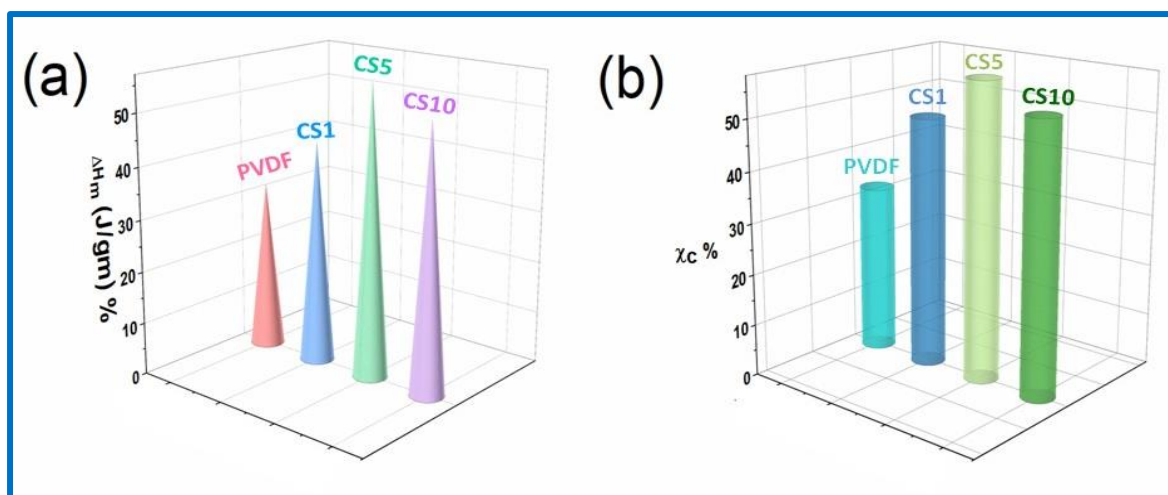 (a)
CS5
CS10
CS1
PVDF
ΔHm (J/gm) %
50
40
30
20
10
0
(b)
CS5
CS1
CS10
PVDF
χc %
50
40
30
20
10
0